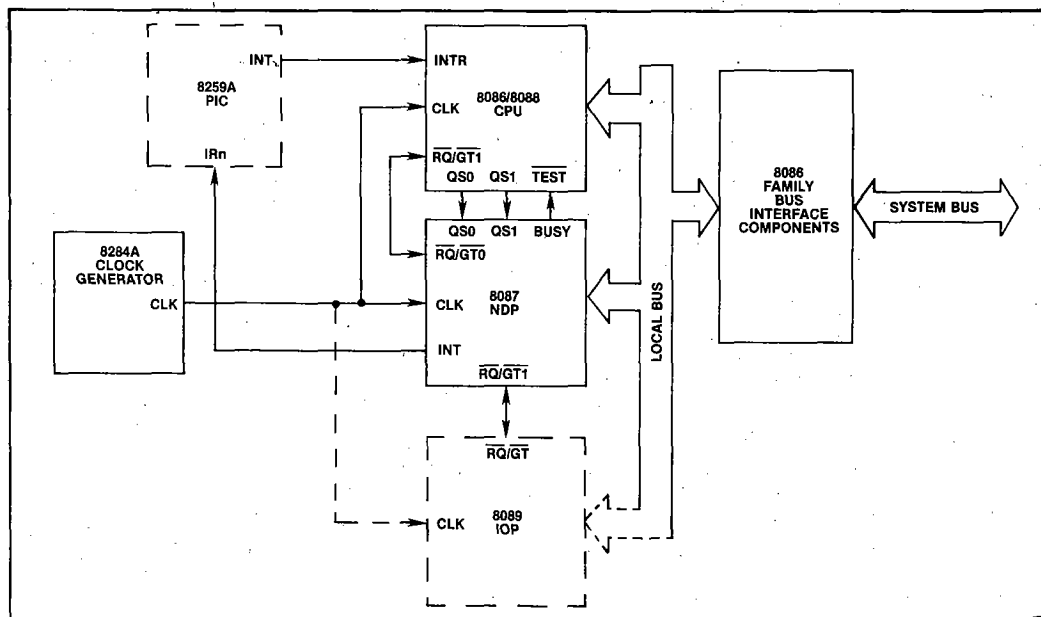 INT
8259A
PIC
IRn
INTR
8086/8088
CPU
CLK
RQ/GT1
QS0 QS1 TEST
QS0 QS1 BUSY
RQ/GT0
8087
NDP
CLK
INT
RQ/GT1
8284A
CLOCK
GENERATOR
CLK
RQ/GT
8089
IOP
CLK
LOCAL BUS
8086
FAMILY
BUS
INTERFACE
COMPONENTS
SYSTEM BUS